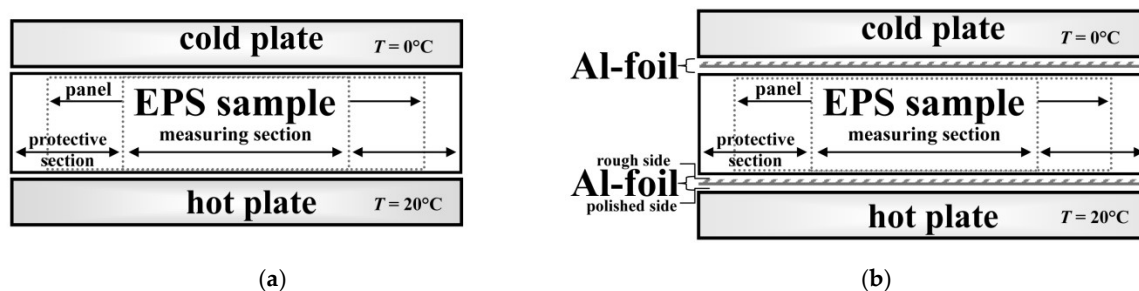 cold plate T = 0°C
panel
EPS sample
measuring section
protective
section
hot plate T = 20°C
(a)
cold plate T = 0°C
Al-foil
panel
EPS sample
measuring section
protective
section
rough side
Al-foil
polished side
hot plate T = 20°C
(b)